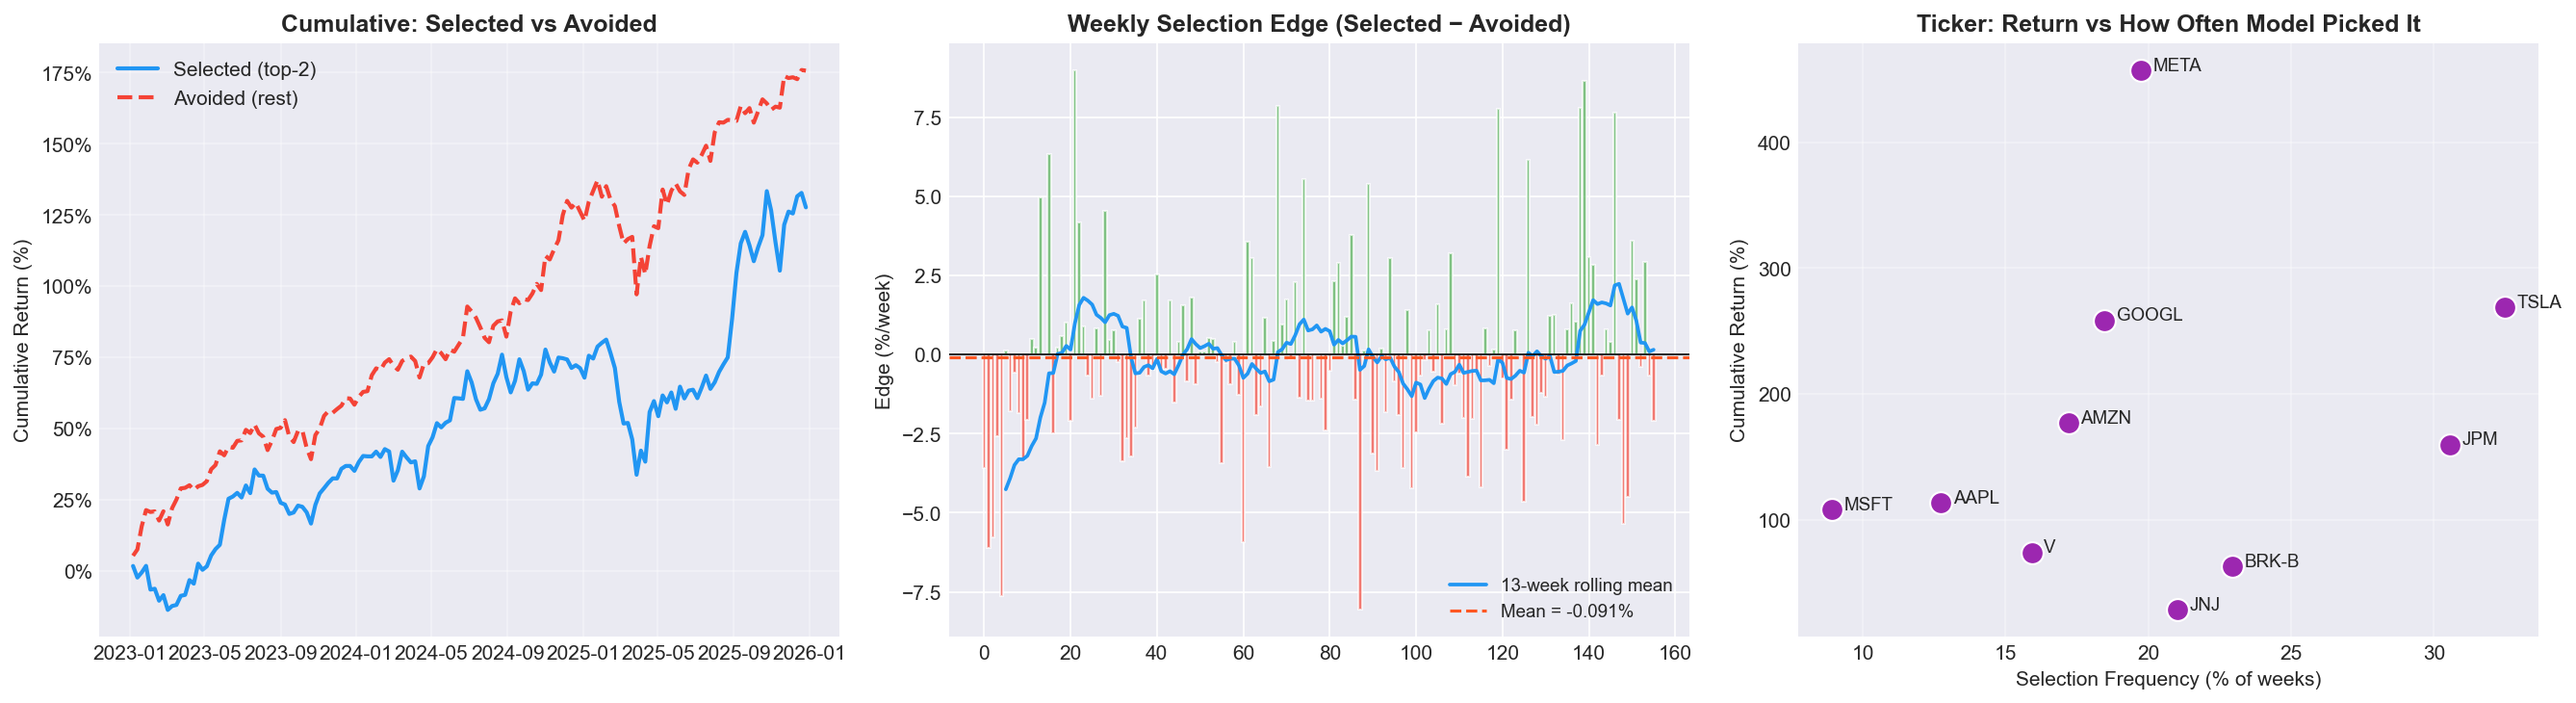 Cumulative: Selected vs Avoided
Selected (top-2)
Avoided (rest)
Cumulative Return (%)
175%
150%
125%
100%
75%
50%
25%
0%
2023-01 2023-05 2023-09 2024-01 2024-05 2024-09 2025-01 2025-05 2025-09 2026-01
Weekly Selection Edge (Selected − Avoided)
Edge (%/week)
7.5
5.0
2.5
0.0
−2.5
−5.0
−7.5
13-week rolling mean
Mean = -0.091%
0 20 40 60 80 100 120 140 160
Ticker: Return vs How Often Model Picked It
Cumulative Return (%)
400
300
200
100
META
TSLA
GOOGL
AMZN
JPM
MSFT
AAPL
V
BRK-B
JNJ
10 15 20 25 30
Selection Frequency (% of weeks)